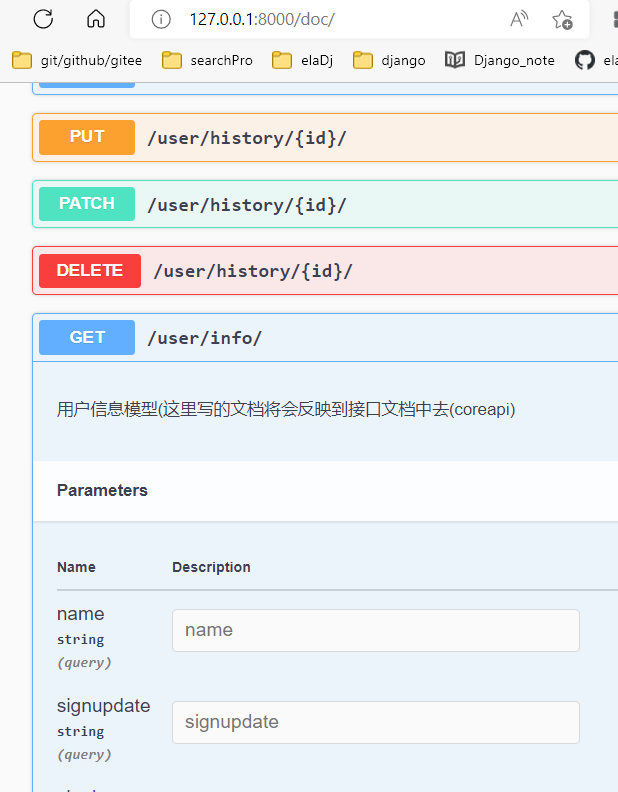 127.0.0.1:8000/doc/
git/github/gitee searchPro elaDj django Django_note ela
PUT /user/history/{id}/
PATCH /user/history/{id}/
DELETE /user/history/{id}/
GET /user/info/
用户信息模型(这里写的文档将会反映到接口文档中去(coreapi)
Parameters
Name Description
name name
string
(query)
signupdate signupdate
string
(query)